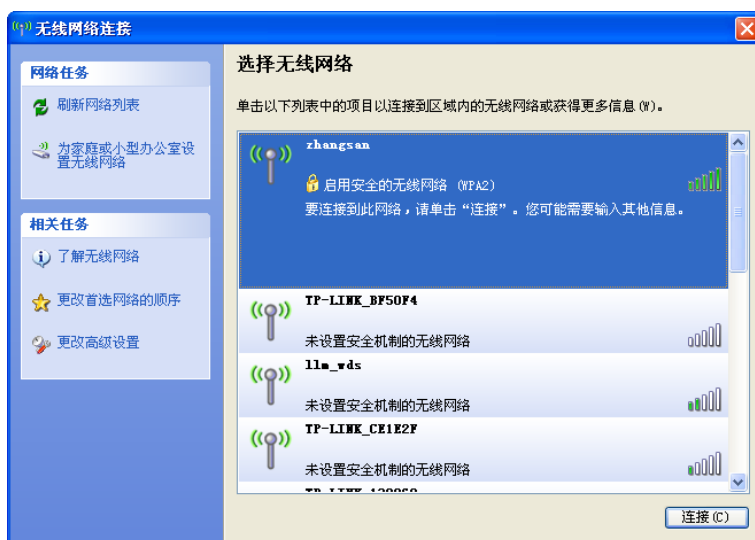 无线网络连接
网络任务
刷新网络列表
为家庭或小型办公室设
置无线网络
相关任务
了解无线网络
更改首选网络的顺序
更改高级设置
选择无线网络
单击以下列表中的项目以连接到区域内的无线网络或获得更多信息(W)。
zhangsan
启用安全的无线网络 (WPA2)
要连接到此网络,请单击“连接”。您可能需要输入其他信息。
TP-LINK_BF50F4
未设置安全机制的无线网络
llm_wds
未设置安全机制的无线网络
TP-LINK_CE1E2F
未设置安全机制的无线网络
连接(C)